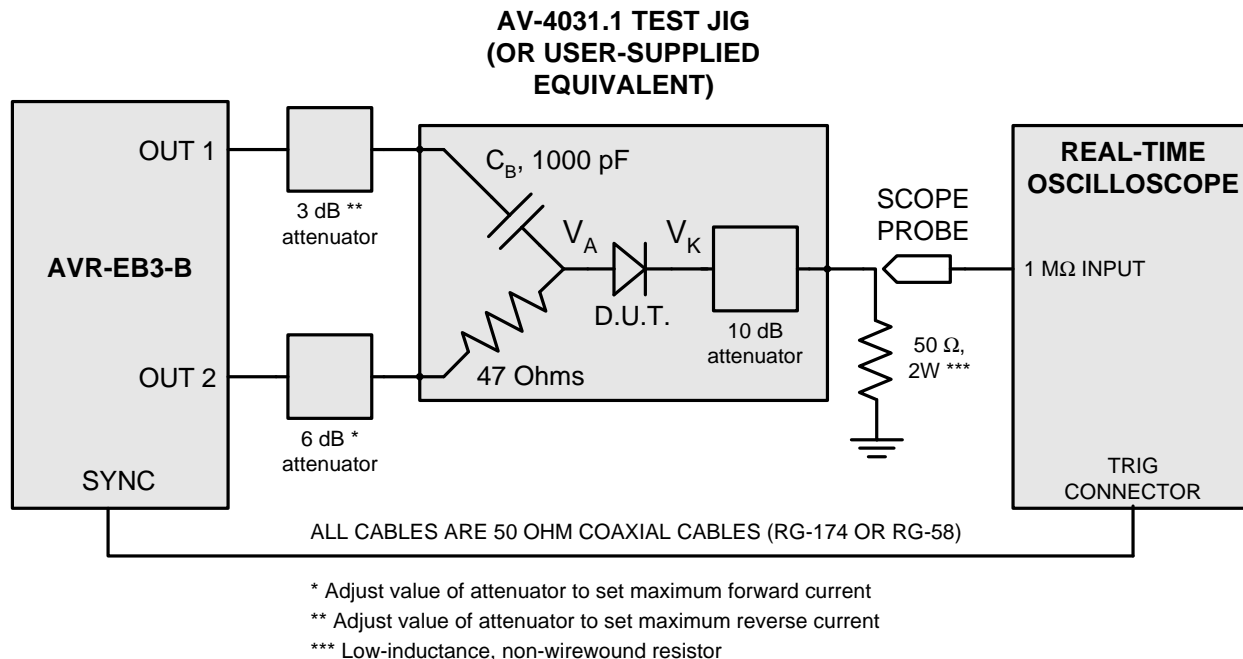 AV-4031.1 TEST JIG
(OR USER-SUPPLIED
EQUIVALENT)
OUT 1
3 dB **
attenuator
AVR-EB3-B
OUT 2
6 dB *
attenuator
SYNC
C_B, 1000 pF
V_A
V_K
D.U.T.
10 dB
attenuator
47 Ohms
SCOPE
PROBE
50 Ω,
2W ***
REAL-TIME
OSCILLOSCOPE
1 MΩ INPUT
TRIG
CONNECTOR
ALL CABLES ARE 50 OHM COAXIAL CABLES (RG-174 OR RG-58)
* Adjust value of attenuator to set maximum forward current
** Adjust value of attenuator to set maximum reverse current
*** Low-inductance, non-wirewound resistor